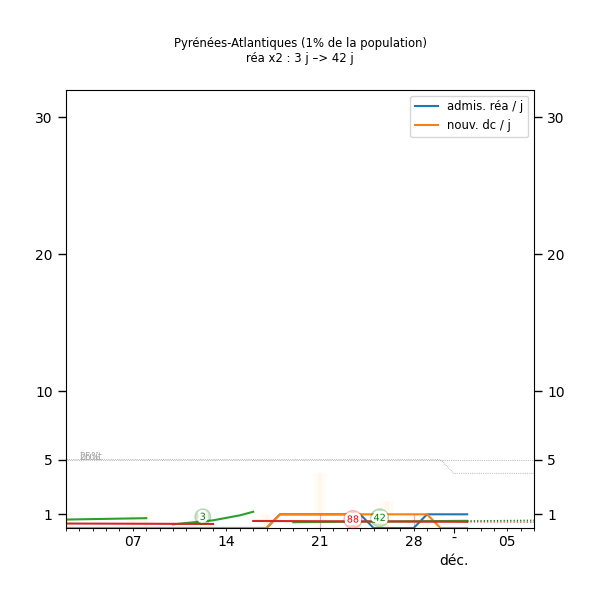 Pyrénées-Atlantiques (1% de la population)
réa x2 : 3 j –> 42 j
admis. réa / j
nouv. dc / j
30 30
20 20
10 10
5 5
3 88 42
1 1
07 14 21 28 - 05
déc.